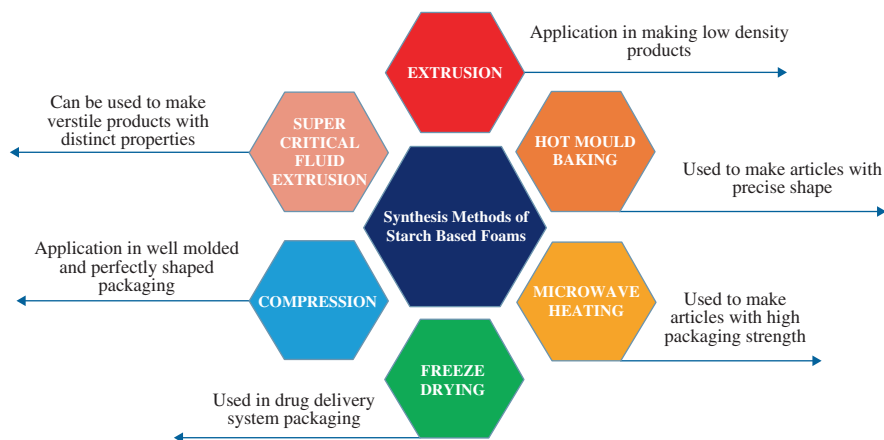 Application in making low density
products
EXTRUSION
Can be used to make
verstile products with
distinct properties
SUPER
CRITICAL
FLUID
EXTRUSION
HOT MOULD
BAKING
Used to make articles with
precise shape
Synthesis Methods of
Starch Based Foams
Application in well molded
and perfectly shaped
packaging
COMPRESSION
MICROWAVE
HEATING
Used to make
articles with high
packaging strength
FREEZE
DRYING
Used in drug delivery
system packaging